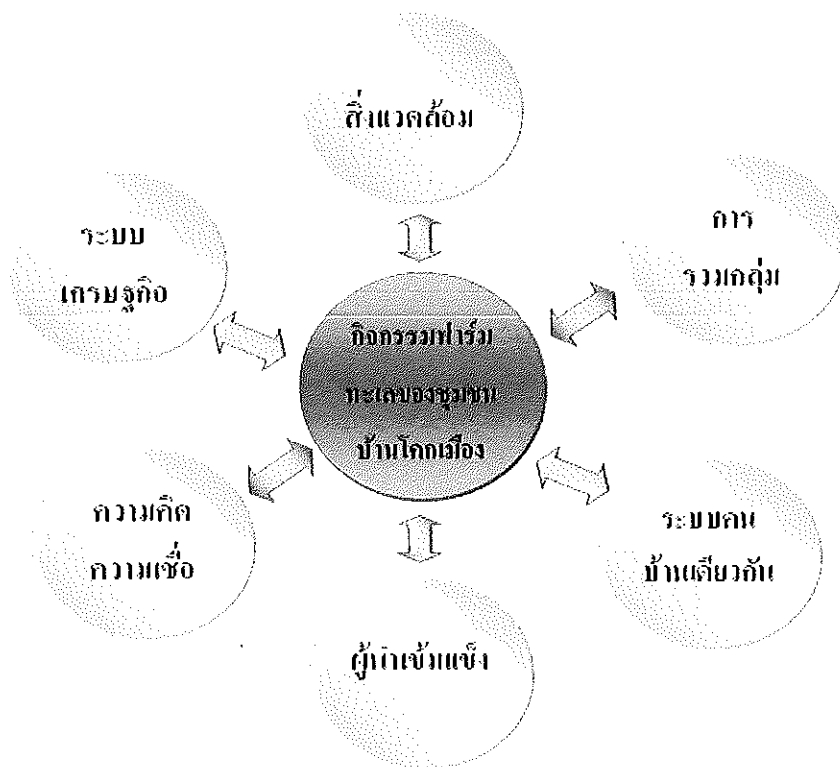 สิ่งแวดล้อม
การ
รวมกลุ่ม
ระบบคน
บ้านเดียวกัน
ผู้นำเข้มแข็ง
ความคิด
ความเชื่อ
ระบบ
เศรษฐกิจ
กิจกรรมฟาร์ม
ทะเลของชุมชน
บ้านโคกเมือง